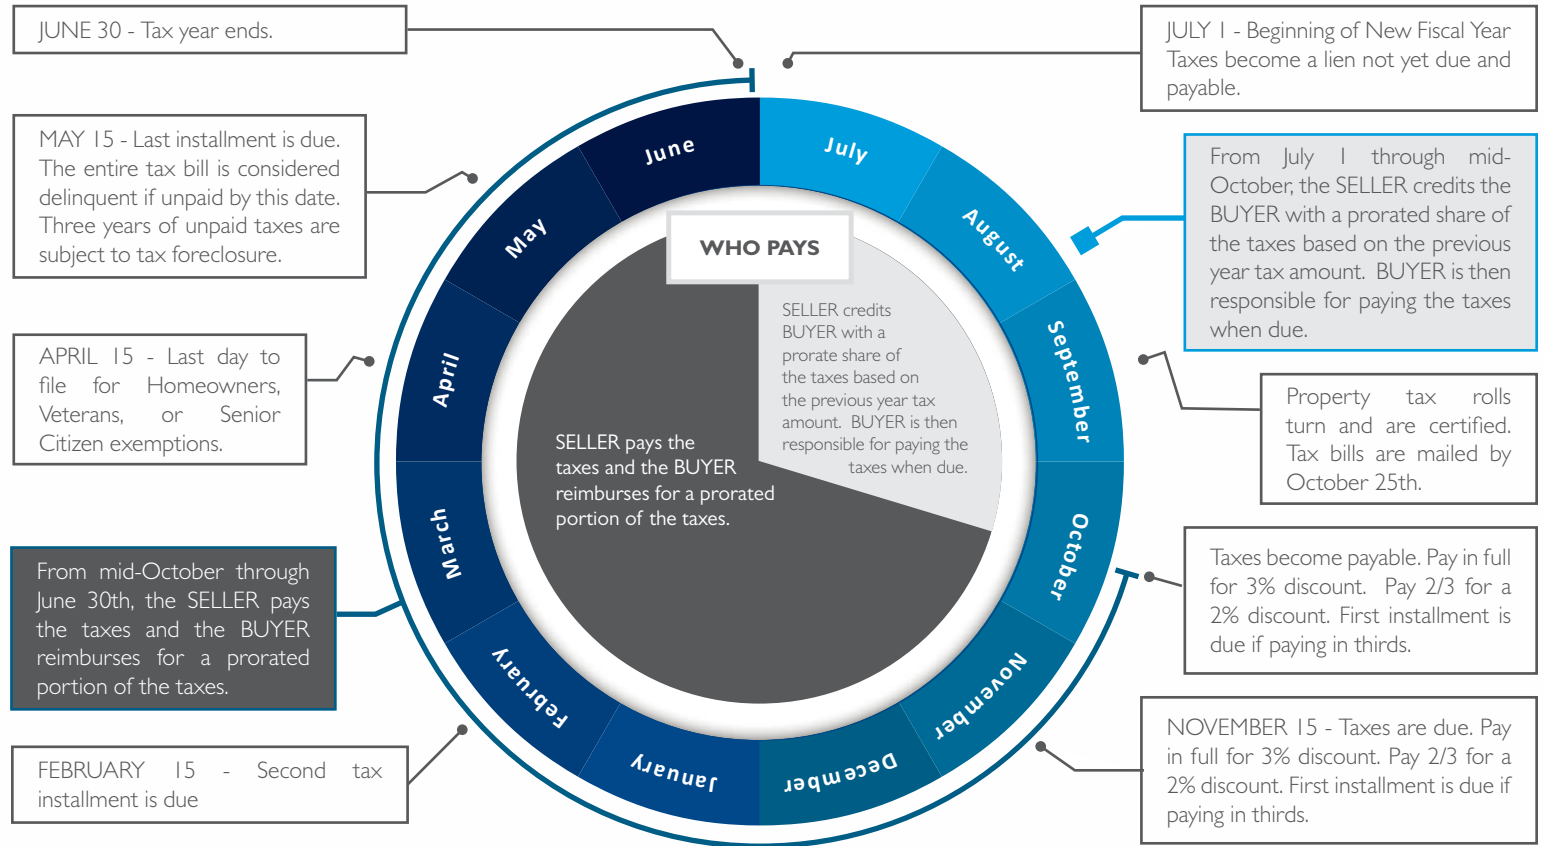 JUNE 30 - Tax year ends.
JULY 1 - Beginning of New Fiscal Year
Taxes become a lien not yet due and
payable.
MAY 15 - Last installment is due.
The entire tax bill is considered
delinquent if unpaid by this date.
Three years of unpaid taxes are
subject to tax foreclosure.
From July 1 through mid-
October, the SELLER credits the
BUYER with a prorated share of
the taxes based on the previous
year tax amount. BUYER is then
responsible for paying the taxes
when due.
APRIL 15 - Last day to
file for Homeowners,
Veterans, or Senior
Citizen exemptions.
Property tax rolls
turn and are certified.
Tax bills are mailed by
October 25th.
From mid-October through
June 30th, the SELLER pays
the taxes and the BUYER
reimburses for a prorated
portion of the taxes.
Taxes become payable. Pay in full
for 3% discount. Pay 2/3 for a
2% discount. First installment is
due if paying in thirds.
FEBRUARY 15 - Second tax
installment is due
NOVEMBER 15 - Taxes are due. Pay
in full for 3% discount. Pay 2/3 for a
2% discount. First installment is due if
paying in thirds.
July
August
September
October
November
December
January
February
March
April
May
June
WHO PAYS
SELLER credits
BUYER with a
prorate share of
the taxes based on
the previous year tax
amount. BUYER is then
responsible for paying the
taxes when due.
SELLER pays the
taxes and the BUYER
reimburses for a prorated
portion of the taxes.